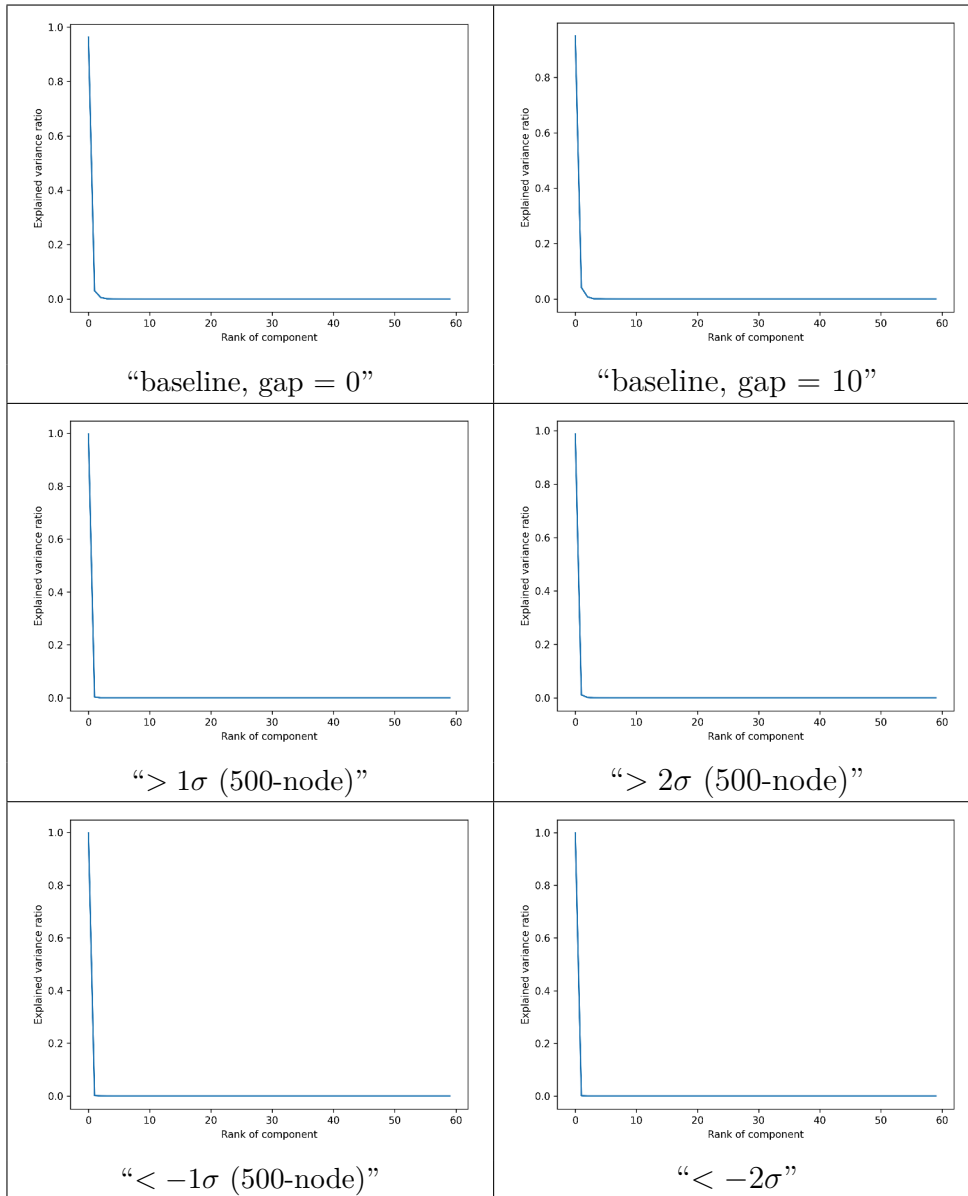 1.0
0.8
0.6
0.4
0.2
0.0
Explained variance ratio
0 10 20 30 40 50 60
Rank of component
“baseline, gap = 0”
0.8
0.6
0.4
0.2
0.0
Explained variance ratio
0 10 20 30 40 50 60
Rank of component
“baseline, gap = 10”
1.0
0.8
0.6
0.4
0.2
0.0
Explained variance ratio
0 10 20 30 40 50 60
Rank of component
“> 1σ (500-node)”
1.0
0.8
0.6
0.4
0.2
0.0
Explained variance ratio
0 10 20 30 40 50 60
Rank of component
“> 2σ (500-node)”
1.0
0.8
0.6
0.4
0.2
0.0
Explained variance ratio
0 10 20 30 40 50 60
Rank of component
“< −1σ (500-node)”
1.0
0.8
0.6
0.4
0.2
0.0
Explained variance ratio
0 10 20 30 40 50 60
Rank of component
“< −2σ”